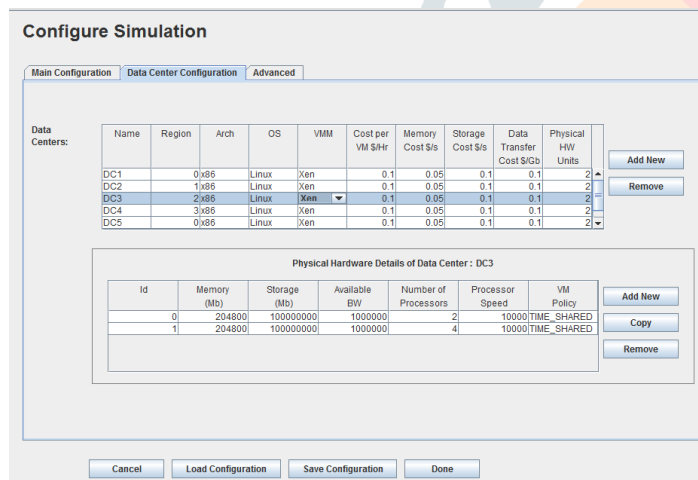 Configure Simulation
Main Configuration Data Center Configuration Advanced
Data Centers:
Name Region Arch OS VMM Cost per VM $/Hr Memory Cost $/s Storage Cost $/s Data Transfer Cost $/Gb Physical HW Units
DC1 0 x86 Linux Xen 0.1 0.05 0.1 0.1 2
DC2 1 x86 Linux Xen 0.1 0.05 0.1 0.1 2
DC3 2 x86 Linux Xen 0.1 0.05 0.1 0.1 2
DC4 3 x86 Linux Xen 0.1 0.05 0.1 0.1 2
DC5 0 x86 Linux Xen 0.1 0.05 0.1 0.1 2
Add New
Remove
Physical Hardware Details of Data Center : DC3
Id Memory (Mb) Storage (Mb) Available BW Number of Processors Processor Speed VM Policy
0 204800 100000000 1000000 2 10000 TIME_SHARED
1 204800 100000000 1000000 4 10000 TIME_SHARED
Add New
Copy
Remove
Cancel Load Configuration Save Configuration Done